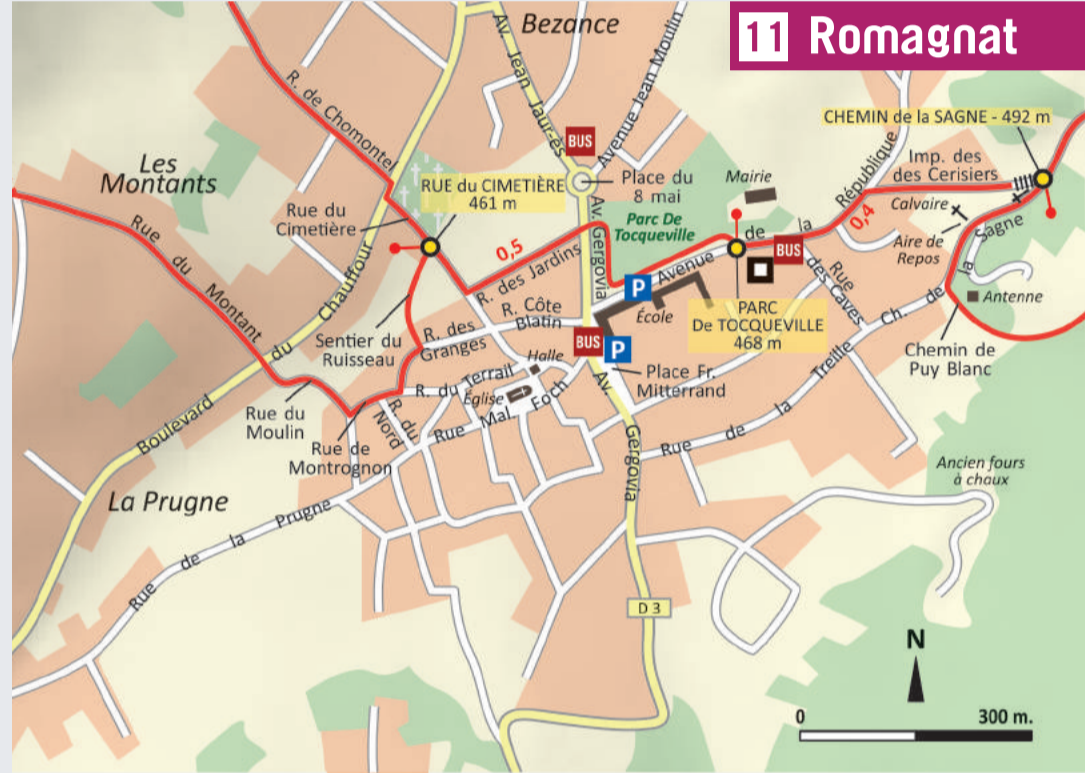 11 Romagnat
Bezance
Av. Jean Jaur-ès
Avenue Jean Moulin
R. de Chomontel
BUS
CHEMIN de la SAGNE - 492 m
Les
Montants
RUE du CIMETIÈRE
461 m
Place du
8 mai
Mairie
République
Imp. des
des Cerisiers
Calvaire
Rue du
Cimetière
Parc De
Tocqueville
Av. Gergovia
0,5
0,4
Aire de
Repos
Rue du Montant
R. des Jardins
Avenue de la
BUS
Ch. de la Sagne
Antenne
Boulevard du Chauffour
P
École
PARC
De TOCQUEVILLE
468 m
Rue des Caves
R. Côte
Blatin
Sentier du
Ruisseau
R. des
Granges
BUS
P
Halle
Place Fr.
Mitterrand
Chemin de
Puy Blanc
R. du Terrail
Église
Rue Mal. Foch
Av. Gergovia
Rue de la Treille
Rue du
Moulin
R. du
Nord
Rue de
Montrognon
Ancien fours
à chaux
La Prugne
Rue de la Prugne
D 3
N
0 300 m.